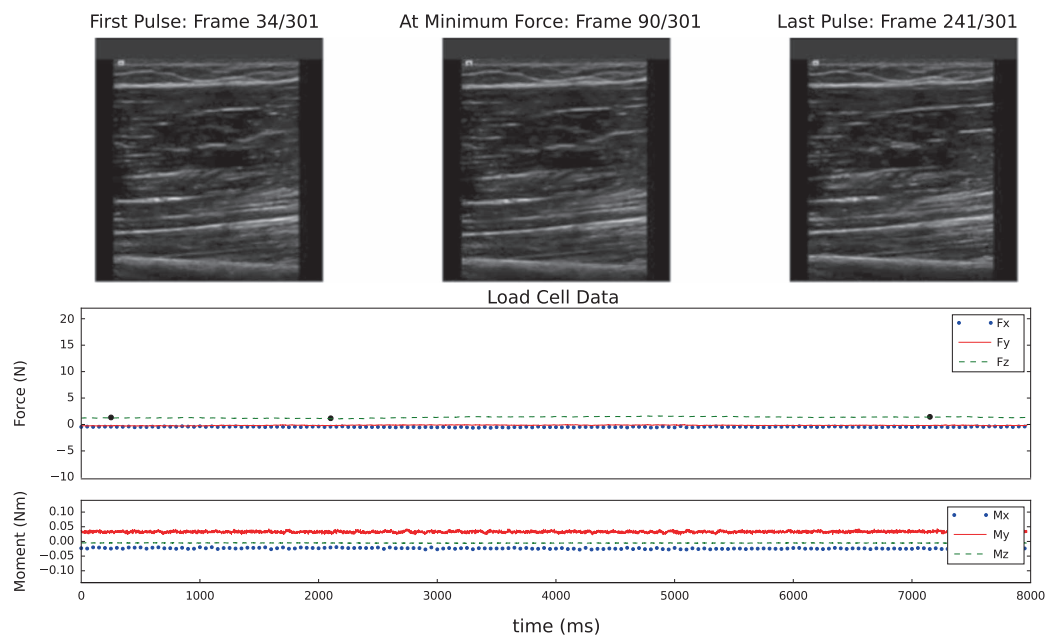 First Pulse: Frame 34/301
At Minimum Force: Frame 90/301
Last Pulse: Frame 241/301
Load Cell Data
Force (N)
20
15
10
5
0
−5
−10
Fx
Fy
Fz
Moment (Nm)
0.10
0.05
0.00
−0.05
−0.10
Mx
My
Mz
0 1000 2000 3000 4000 5000 6000 7000 8000
time (ms)